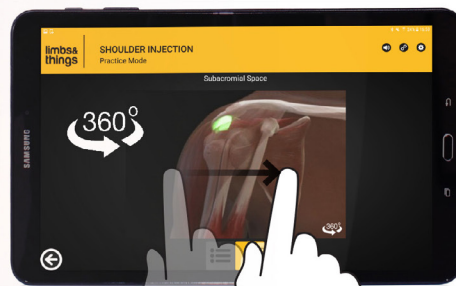 limbs&
things
SHOULDER INJECTION
Practice Mode
Subacromial Space
360°
360°
SAMSUNG